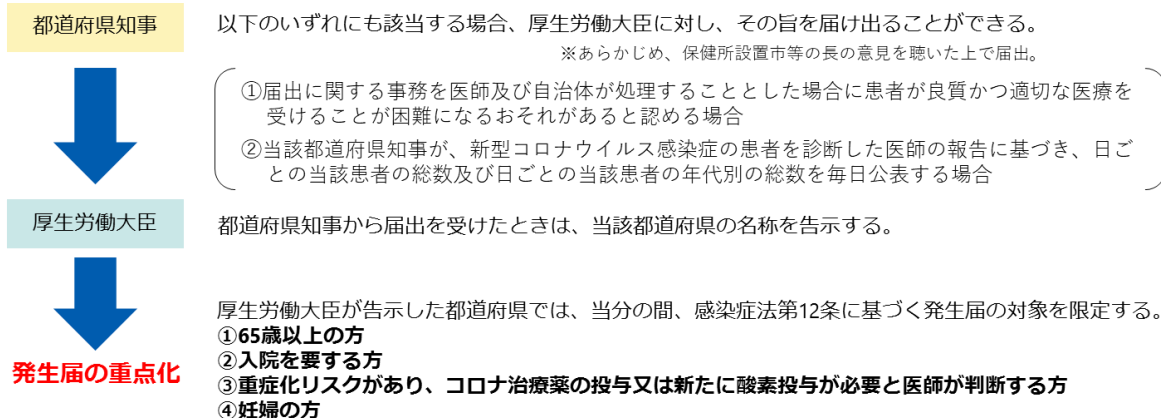 都道府県知事
以下のいずれにも該当する場合、厚生労働大臣に対し、その旨を届け出ることができる。
※あらかじめ、保健所設置市等の長の意見を聴いた上で届出。
①届出に関する事務を医師及び自治体が処理することとした場合に患者が良質かつ適切な医療を
受けることが困難になるおそれがあると認める場合
②当該都道府県知事が、新型コロナウイルス感染症の患者を診断した医師の報告に基づき、日ご
との当該患者の総数及び日ごとの当該患者の年代別の総数を毎日公表する場合
厚生労働大臣
都道府県知事から届出を受けたときは、当該都道府県の名称を告示する。
厚生労働大臣が告示した都道府県では、当分の間、感染症法第12条に基づく発生届の対象を限定する。
①65歳以上の方
②入院を要する方
発生届の重点化
③重症化リスクがあり、コロナ治療薬の投与又は新たに酸素投与が必要と医師が判断する方
④妊婦の方